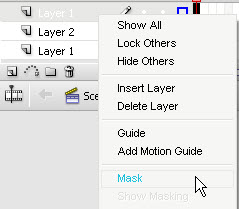 Layer 1
Layer 2
Layer 1
Sce
Show All
Lock Others
Hide Others
Insert Layer
Delete Layer
Guide
Add Motion Guide
Mask
Show Masking